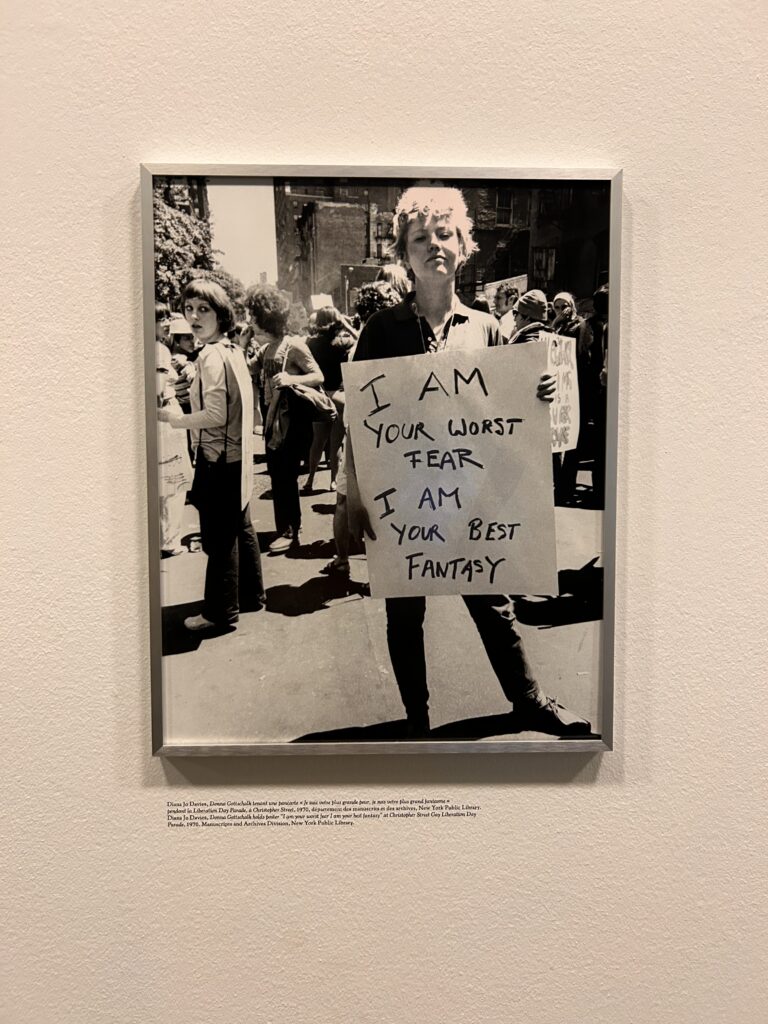 I AM
YOUR WORST
FEAR
I AM
YOUR BEST
FANTASY
Diana Jo Davies, Donna Gottschalk tenant une pancarte « Je suis votre plus grande peur, je suis votre plus grand fantasme »
pendant la Liberation Day Parade, à Christopher Street, 1970, département des manuscrits et des archives, New York Public Library.
Diana Jo Davies, Donna Gottschalk holds poster "I am your worst fear I am your best fantasy" at Christopher Street Gay Liberation Day
Parade, 1970, Manuscripts and Archives Division, New York Public Library.